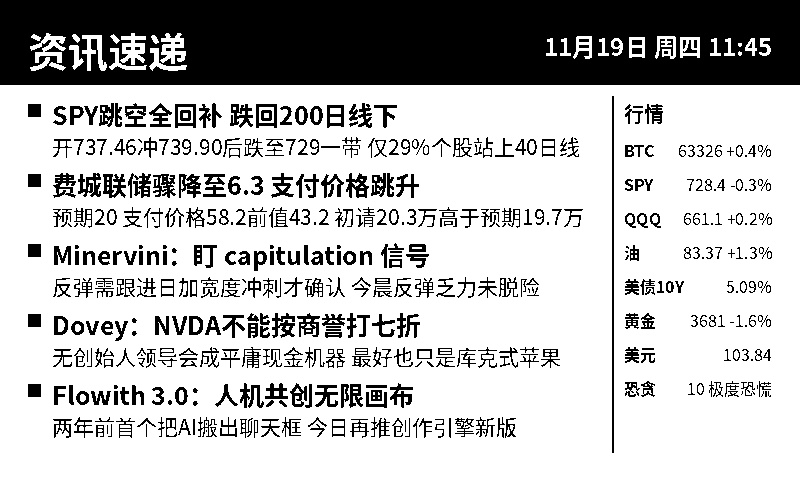 资讯速递
11月19日 周四 11:45
SPY跳空全回补 跌回200日线下
开737.46冲739.90后跌至729一带 仅29%个股站上40日线
费城联储骤降至6.3 支付价格跳升
预期20 支付价格58.2前值43.2 初请20.3万高于预期19.7万
Minervini：盯 capitulation 信号
反弹需跟进日加宽度冲刺才确认 今晨反弹乏力未脱险
Dovey：NVDA不能按商誉打七折
无创始人领导会成平庸现金机器 最好也只是库克式苹果
Flowith 3.0：人机共创无限画布
两年前首个把AI搬出聊天框 今日再推创作引擎新版
行情
BTC 63326 +0.4%
SPY 728.4 -0.3%
QQQ 661.1 +0.2%
油 83.37 +1.3%
美债10Y 5.09%
黄金 3681 -1.6%
美元 103.84
恐贪 10 极度恐慌